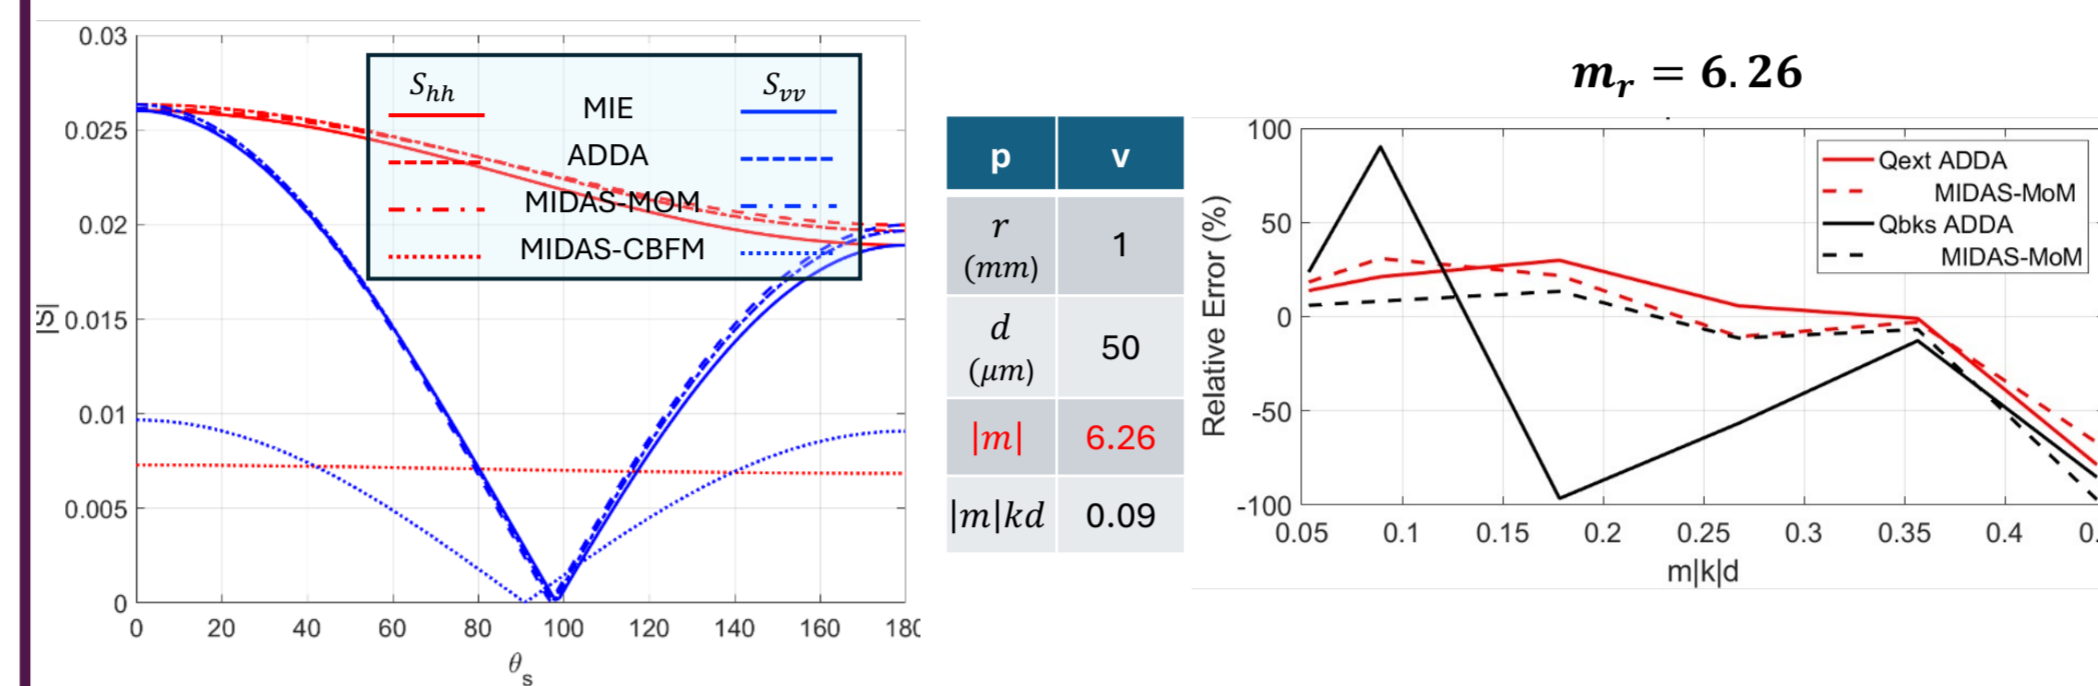 0.03
0.025
0.02
0.015
0.01
0.005
0
|S|
0 20 40 60 80 100 120 140 160 180
θs
Shh Svv
MIE
ADDA
MIDAS-MOM
MIDAS-CBFM
p v
r (mm) 1
d (μm) 50
|m| 6.26
|m|kd 0.09
mr = 6.26
100
50
0
-50
-100
Relative Error (%)
0.05 0.1 0.15 0.2 0.25 0.3 0.35 0.4 0.
m|k|d
Qext ADDA
MIDAS-MoM
Qbks ADDA
MIDAS-MoM